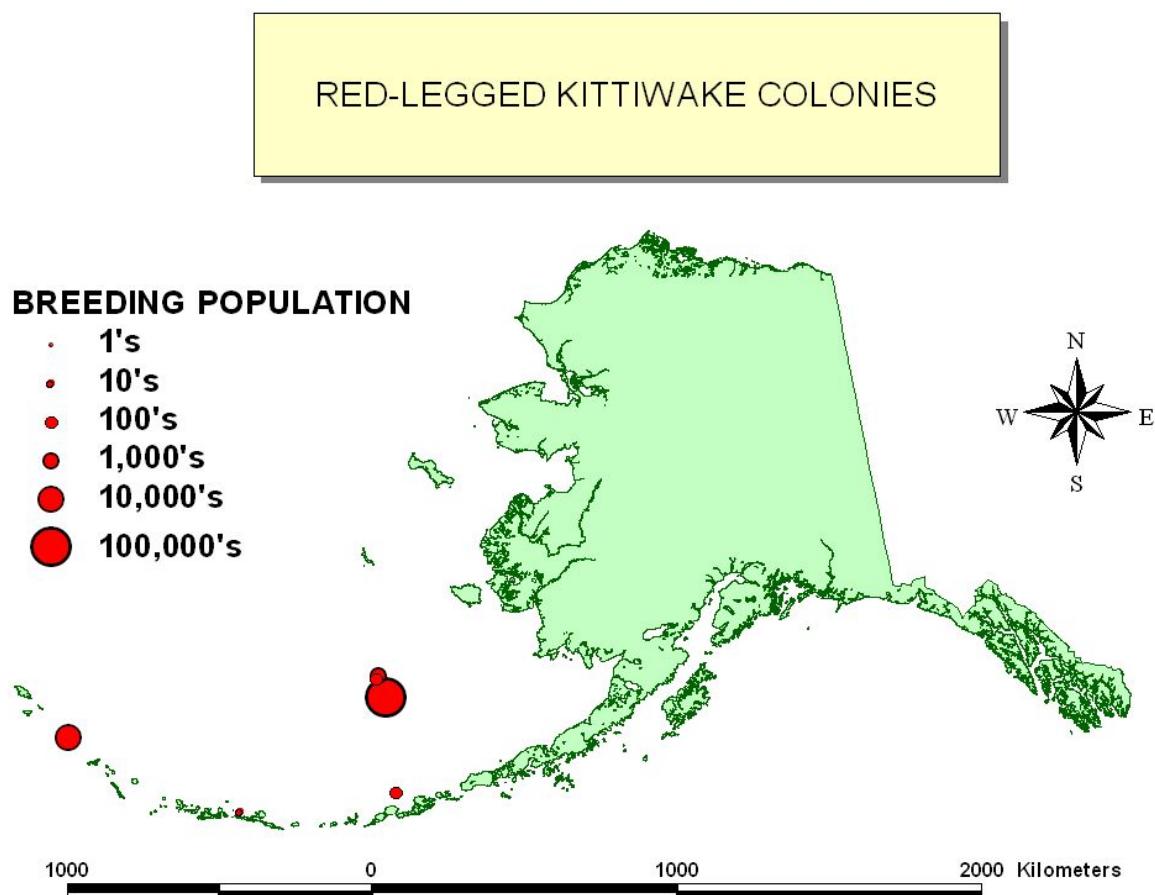 RED-LEGGED KITTIWAKE COLONIES
BREEDING POPULATION
1's
10's
100's
1,000's
10,000's
100,000's
N
W E
S
1000 0 1000 2000 Kilometers